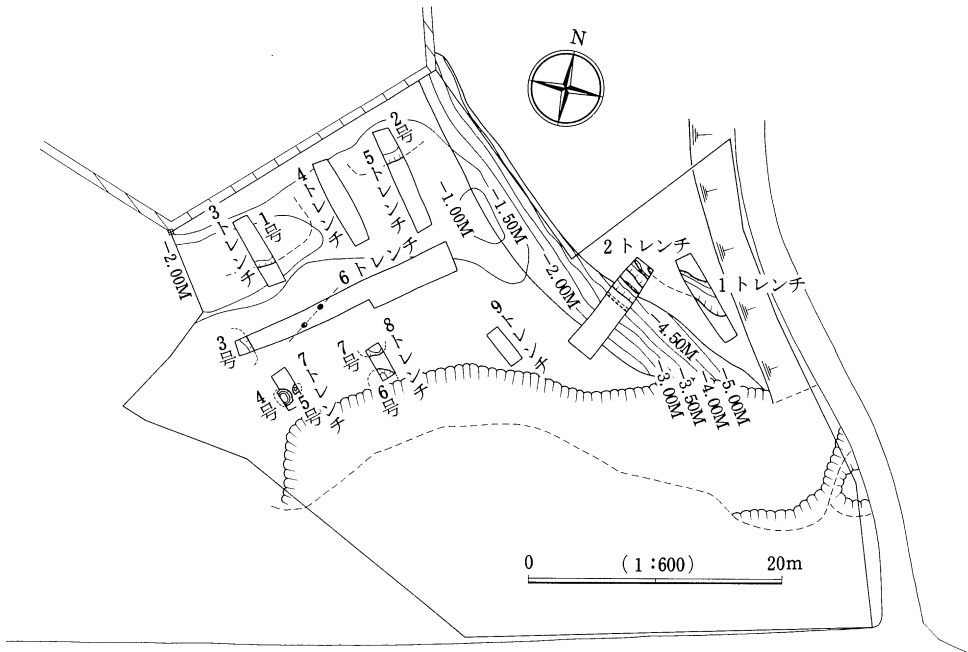 N
2号
5トレンチ
4トレンチ
3トレンチ
1号
6トレンチ
-1.00M
-1.50M
-2.00M
-2.00M
2トレンチ
1トレンチ
9トレンチ
8トレンチ
7号
6号
3号
7トレンチ
4号
5号
-4.50M
-3.00M
-3.50M
-4.00M
-5.00M
0 (1:600) 20m